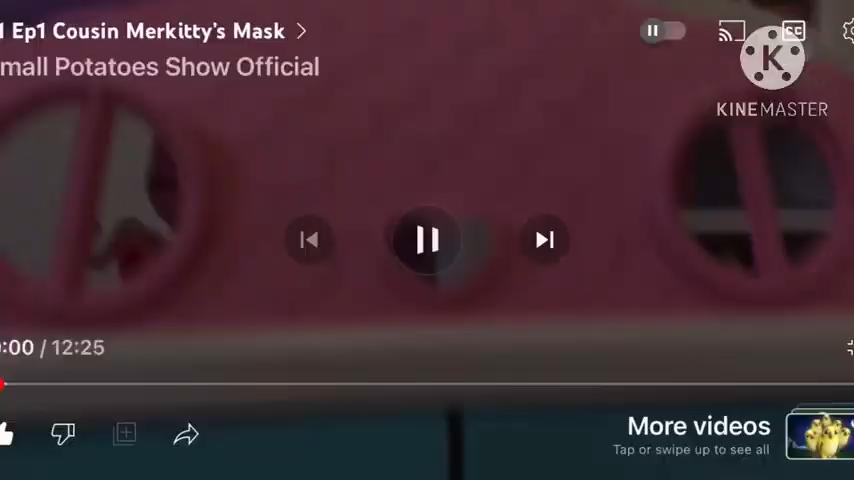 1 Ep1 Cousin Merkitty's Mask
mall Potatoes Show Official
CC
K
KINEMASTER
:00 / 12:25
More videos
Tap or swipe up to see all